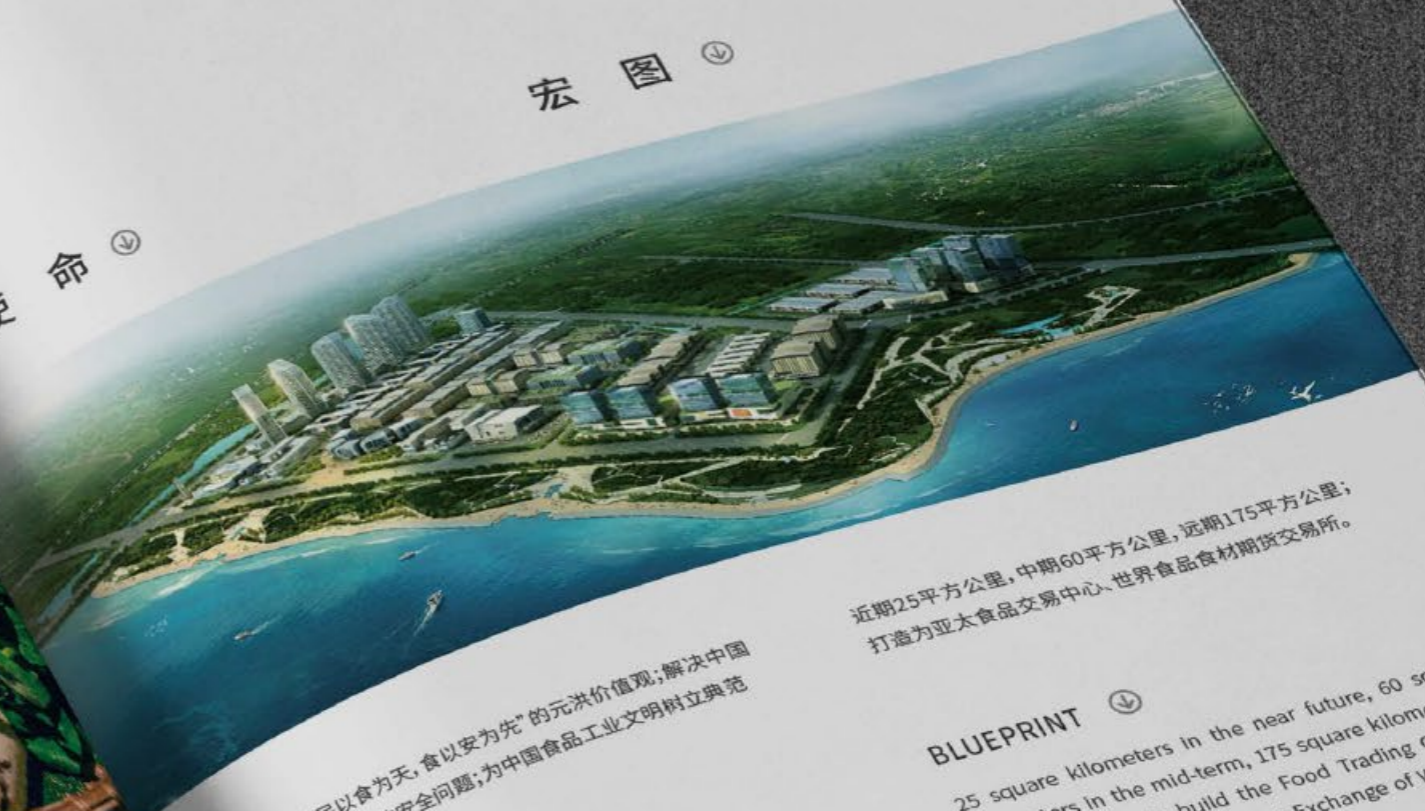 宏 图
命
民以食为天,食以安为先”的元洪价值观;解决中国
安全问题;为中国食品工业文明树立典范
近期25平方公里,中期60平方公里,远期175平方公里;
打造为亚太食品交易中心、世界食品食材期货交易所。
BLUEPRINT
25 square kilometers in the near future, 60
in the mid-term, 175 square
build the Food Trading
of